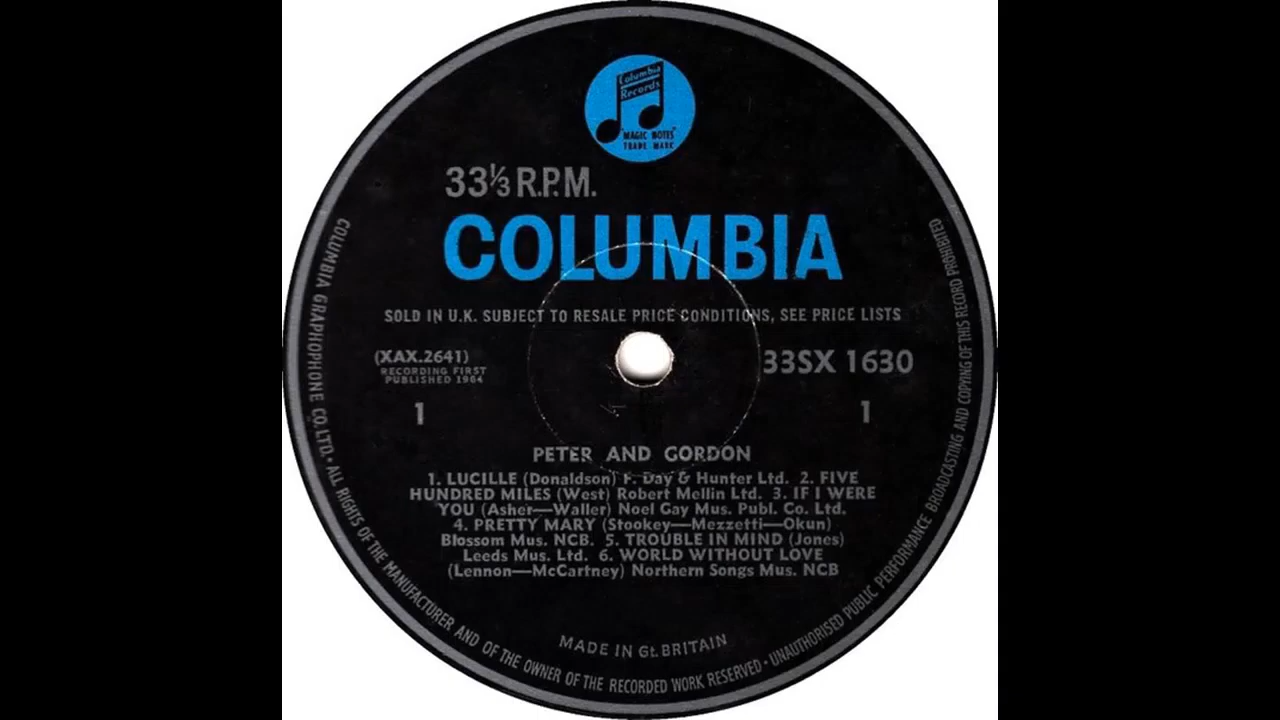 Columbia
Records
"MAGIC NOTES"
TRADE MARK
33⅓ R.P.M.
COLUMBIA
SOLD IN U.K. SUBJECT TO RESALE PRICE CONDITIONS, SEE PRICE LISTS
(XAX.2641)
RECORDING FIRST
PUBLISHED 1964
33SX 1630
1
1
PETER AND GORDON
1. LUCILLE (Donaldson) F. Day & Hunter Ltd. 2. FIVE
HUNDRED MILES (West) Robert Mellin Ltd. 3. IF I WERE
YOU (Asher—Waller) Noel Gay Mus. Publ. Co. Ltd.
4. PRETTY MARY (Stookey—Mezzetti—Okun)
Blossom Mus. NCB. 5. TROUBLE IN MIND (Jones)
Leeds Mus. Ltd. 6. WORLD WITHOUT LOVE
(Lennon—McCartney) Northern Songs Mus. NCB
MADE IN Gt. BRITAIN
COLUMBIA GRAPHOPHONE CO. LTD. • ALL RIGHTS OF THE MANUFACTURER AND OF THE OWNER OF THE RECORDED WORK RESERVED • UNAUTHORISED PUBLIC PERFORMANCE BROADCASTING AND COPYING OF THIS RECORD PROHIBITED